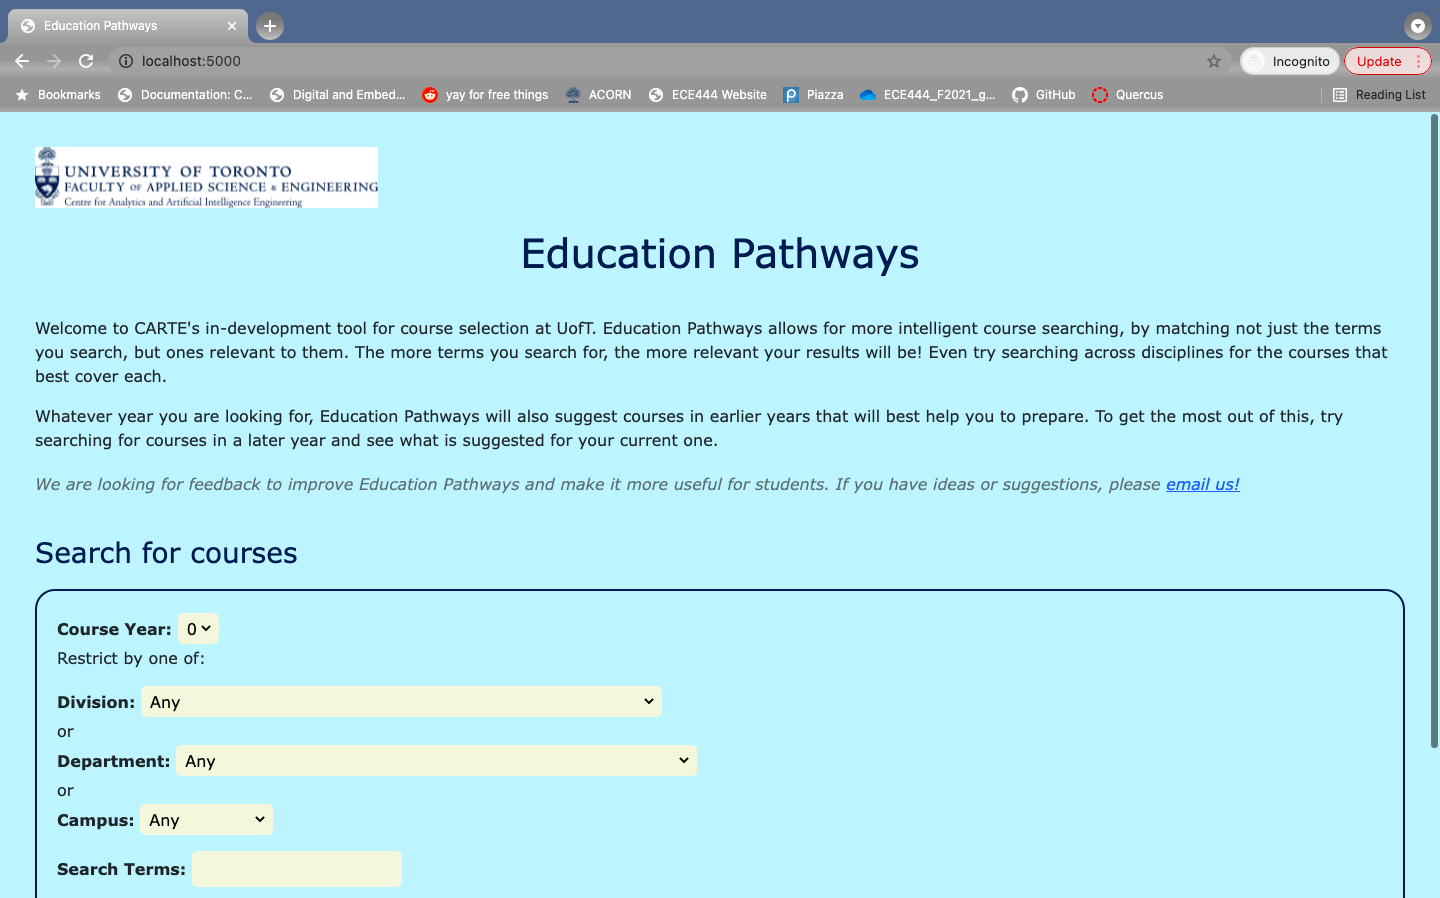 Education Pathways
localhost:5000
Incognito
Update
Bookmarks
Documentation: C...
Digital and Embed...
yay for free things
ACORN
ECE444 Website
Piazza
ECE444_F2021_g...
GitHub
Quercus
Reading List
UNIVERSITY OF TORONTO
FACULTY OF APPLIED SCIENCE & ENGINEERING
Centre for Analytics and Artificial Intelligence Engineering
Education Pathways
Welcome to CARTE's in-development tool for course selection at UofT. Education Pathways allows for more intelligent course searching, by matching not just the terms
you search, but ones relevant to them. The more terms you search for, the more relevant your results will be! Even try searching across disciplines for the courses that
best cover each.
Whatever year you are looking for, Education Pathways will also suggest courses in earlier years that will best help you to prepare. To get the most out of this, try
searching for courses in a later year and see what is suggested for your current one.
We are looking for feedback to improve Education Pathways and make it more useful for students. If you have ideas or suggestions, please email us!
Search for courses
Course Year: 0
Restrict by one of:
Division: Any
or
Department: Any
or
Campus: Any
Search Terms: